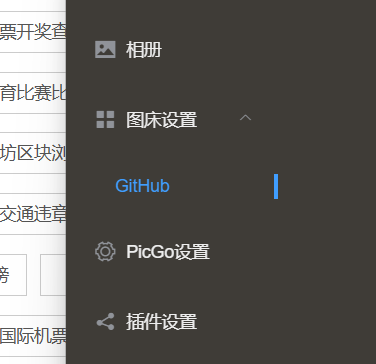 票开奖查
相册
育比赛比
图床设置
坊区块浏
GitHub
交通违章
PicGo设置
榜
国际机票
插件设置